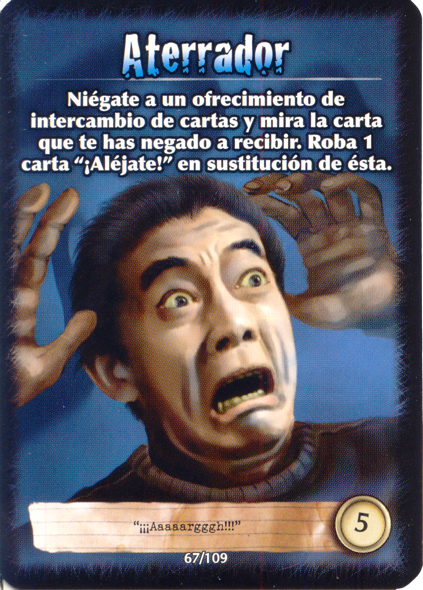 Aterrador
Niégate a un ofrecimiento de
intercambio de cartas y mira la carta
que te has negado a recibir. Roba 1
carta “¡Aléjate!” en sustitución de ésta.
“¡¡¡Aaaaargggh!!!”
5
67/109